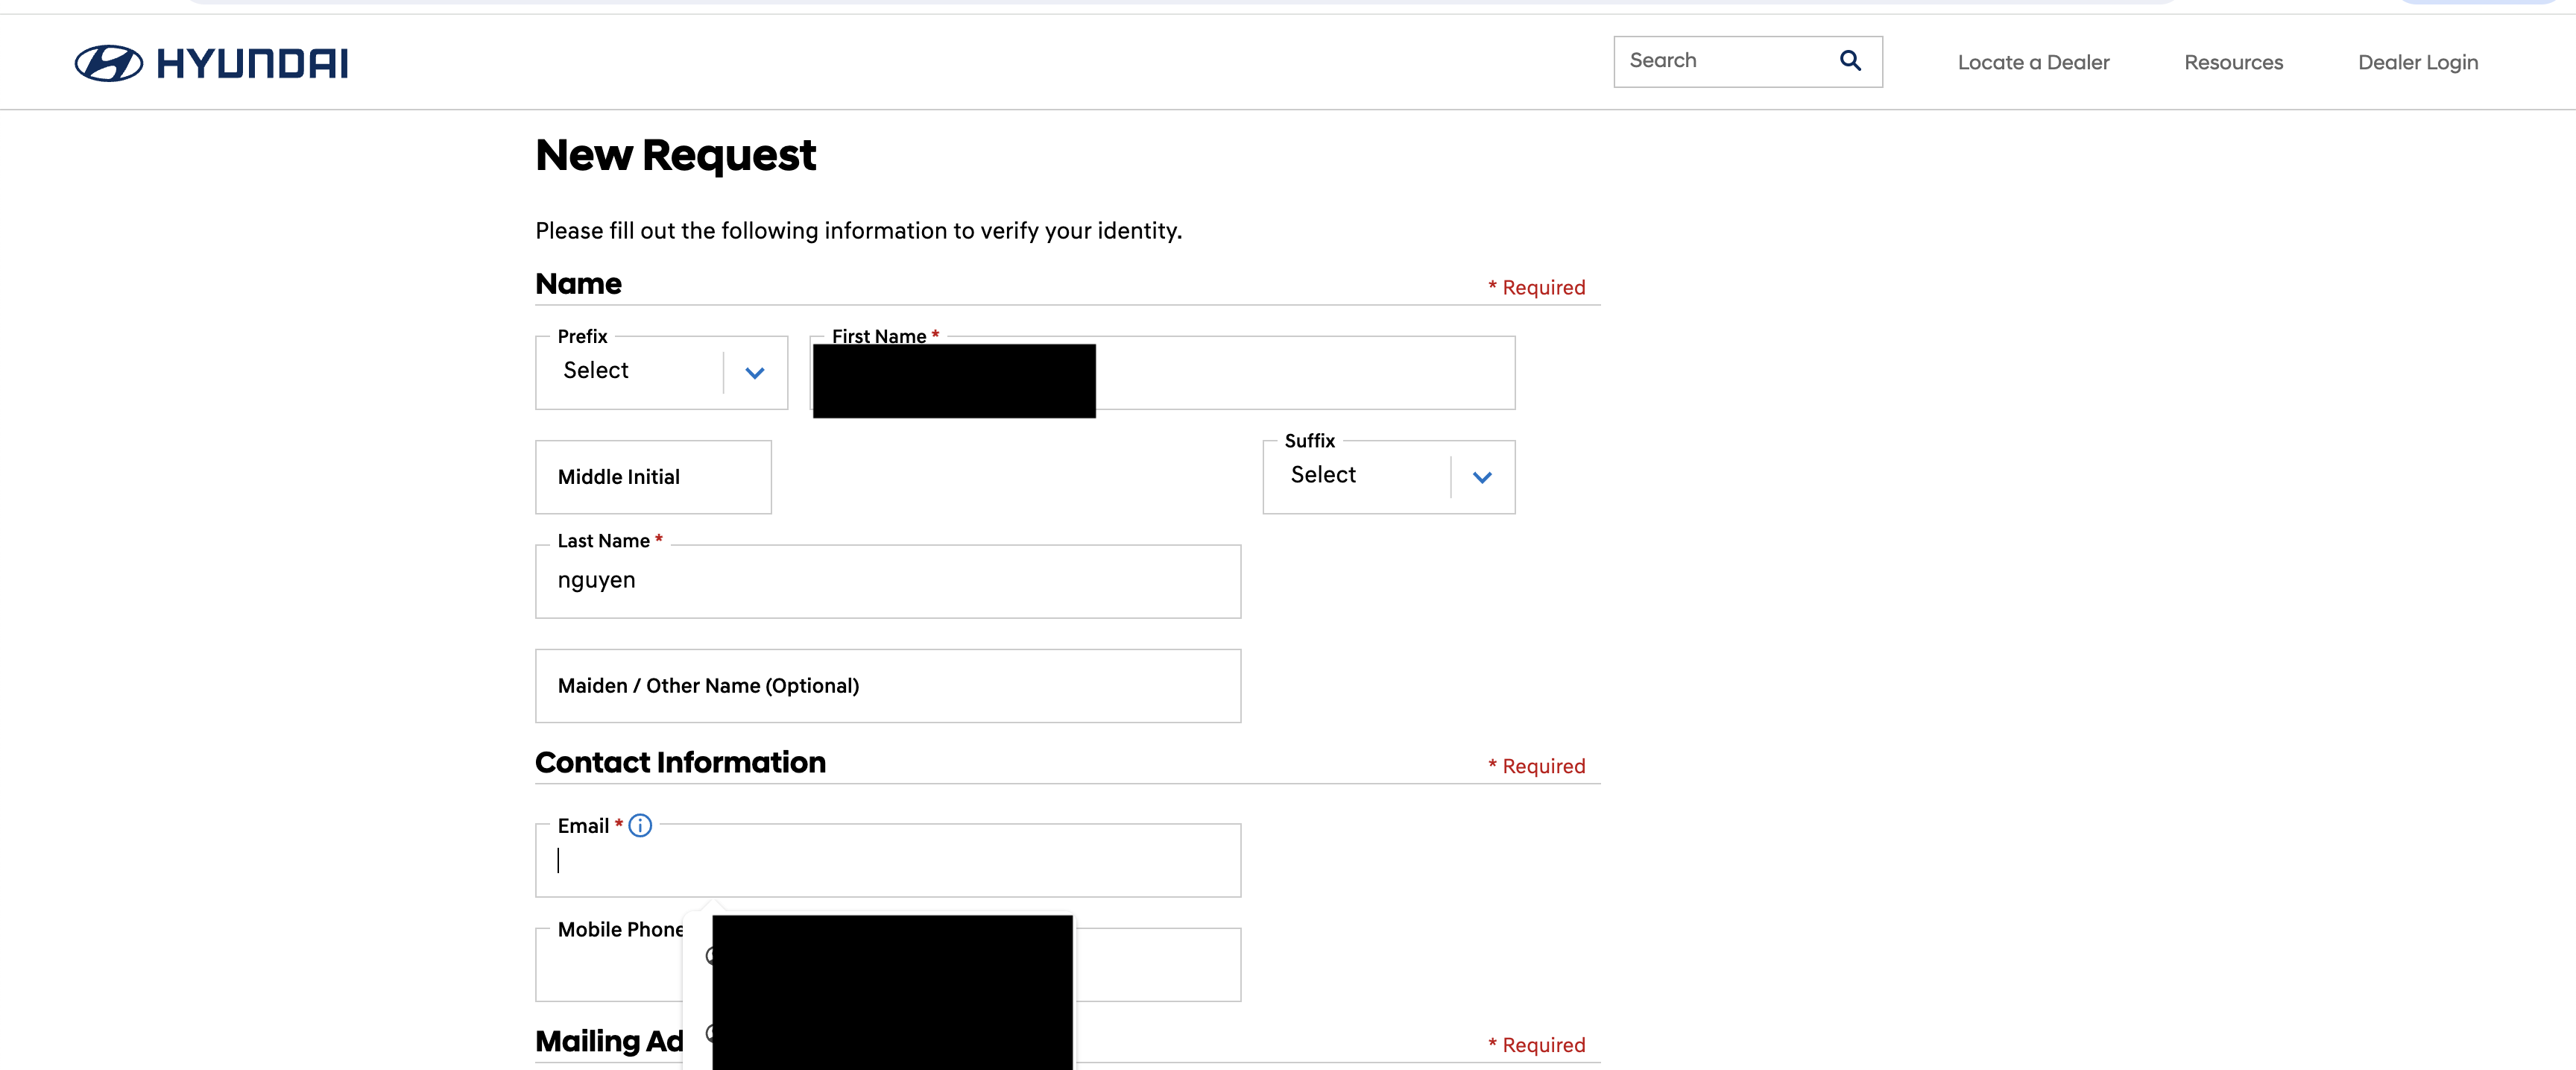 HYUNDAI
Search
Locate a Dealer
Resources
Dealer Login
New Request
Please fill out the following information to verify your identity.
Name
* Required
Prefix
Select
First Name *
Middle Initial
Suffix
Select
Last Name *
nguyen
Maiden / Other Name (Optional)
Contact Information
* Required
Email *
Mobile Phone
Mailing Ad
* Required